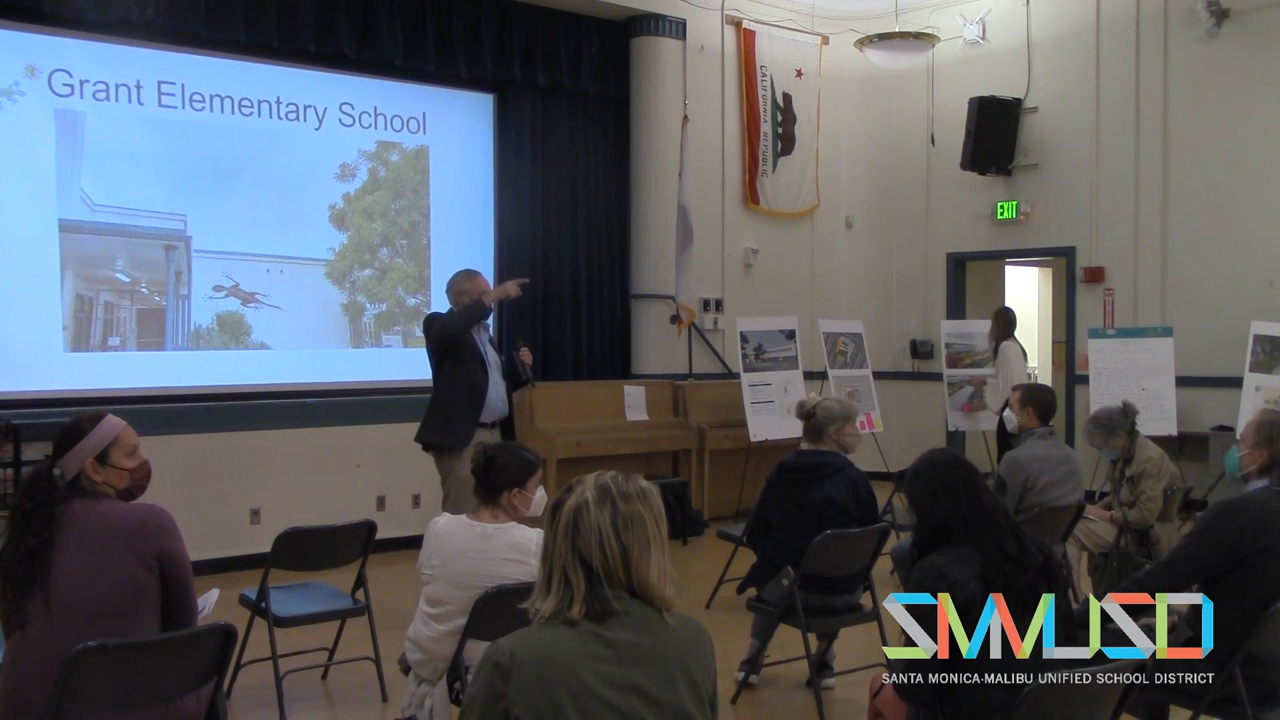 Grant Elementary School
CALIFORNIA REPUBLIC
EXIT
SMMUSD
SANTA MONICA-MALIBU UNIFIED SCHOOL DISTRICT